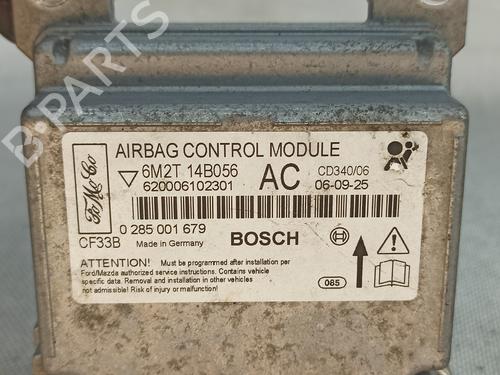 B-PARTS
AIRBAG CONTROL MODULE
6M2T 14B056 AC CD340/06
620006102301 06-09-25
FoMoCo
0 285 001 679 BOSCH
CF33B Made in Germany
ATTENTION! Must be programmed after installation per
Ford/Mazda authorized service instructions. Contains vehicle
specific data. Removal and installation in other vehicles
not admissible! Risk of injury or malfunction!
085